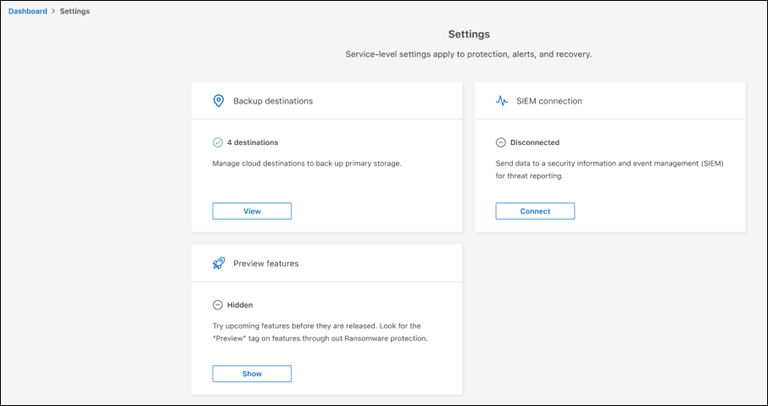 Dashboard > Settings
Settings
Service-level settings apply to protection, alerts, and recovery.
Backup destinations
4 destinations
Manage cloud destinations to back up primary storage.
View
SIEM connection
Disconnected
Send data to a security information and event management (SIEM)
for threat reporting.
Connect
Preview features
Hidden
Try upcoming features before they are released. Look for the
"Preview" tag on features through out Ransomware protection.
Show